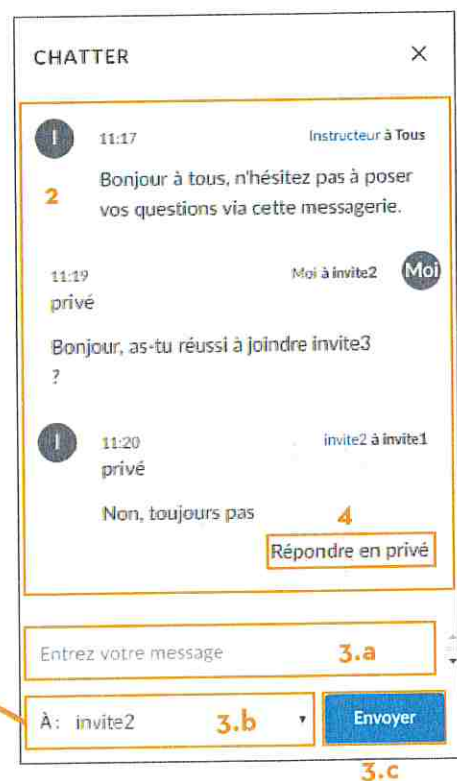 CHATTER ×
I 11:17 Instructeur à Tous
2 Bonjour à tous, n'hésitez pas à poser
vos questions via cette messagerie.
11:19 Moi à invite2 Moi
privé
Bonjour, as-tu réussi à joindre invite3
?
I 11:20 invite2 à invite1
privé
Non, toujours pas
4
Répondre en privé
Entrez votre message 3.a
À: invite2 3.b Envoyer
3.c